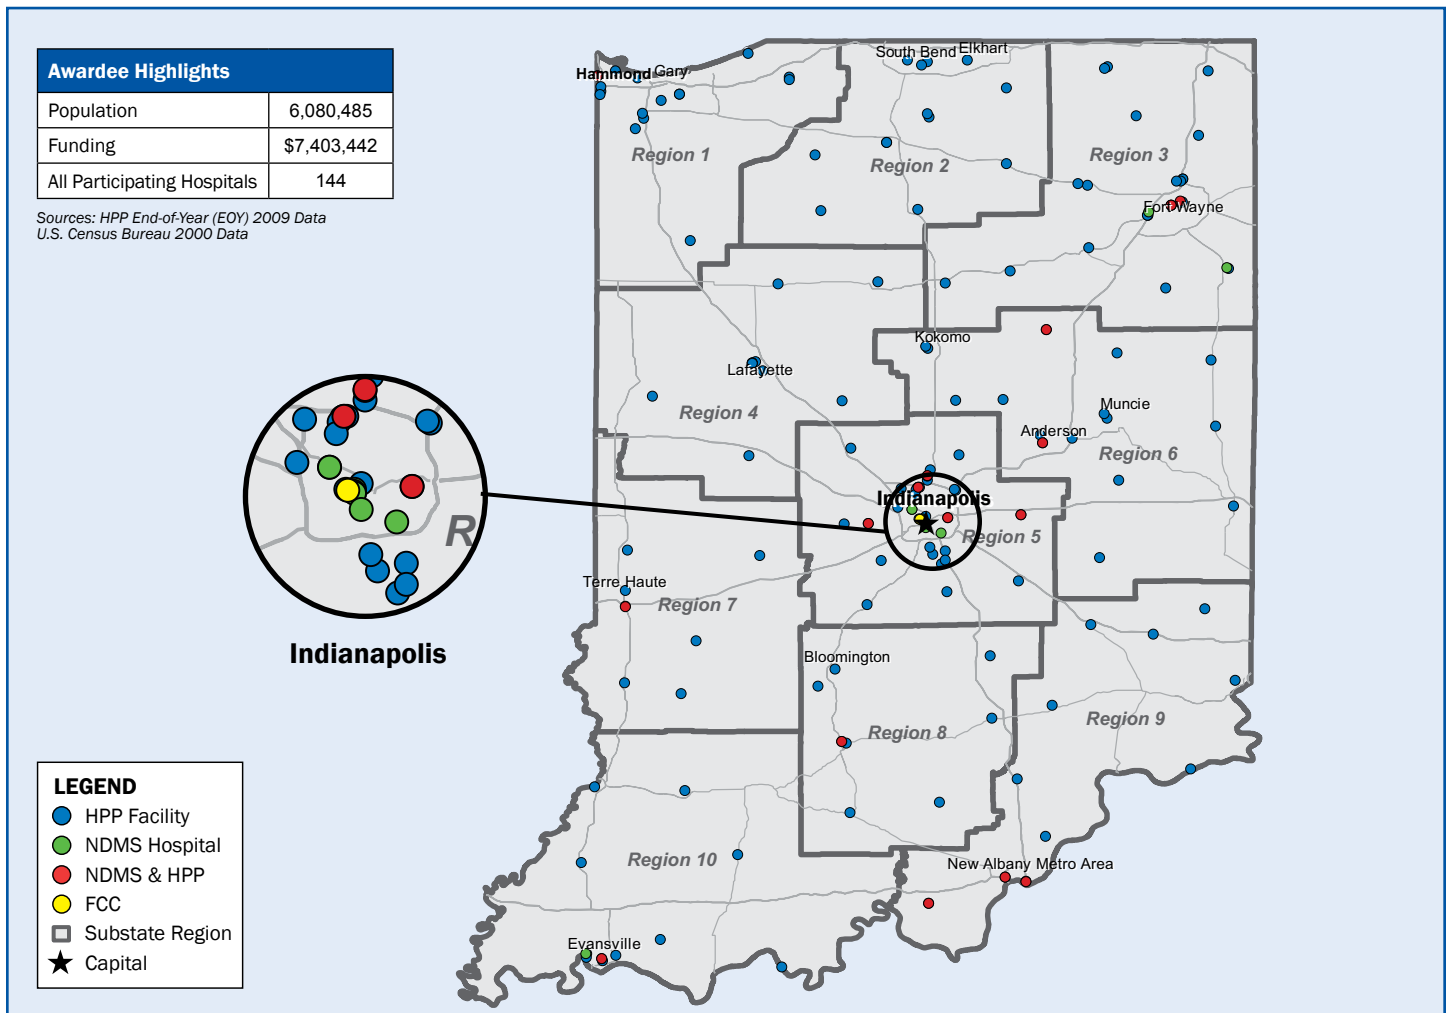 Awardee Highlights
Population 6,080,485
Funding $7,403,442
All Participating Hospitals 144
Sources: HPP End-of-Year (EOY) 2009 Data
U.S. Census Bureau 2000 Data
South Bend Elkhart
Hammond Gary
Region 1
Region 2
Region 3
Fort Wayne
Kokomo
Lafayette
Region 4
Muncie
Anderson
Region 6
Indianapolis
Region 5
R
Indianapolis
Terre Haute
Region 7
Bloomington
Region 8
Region 9
Region 10
New Albany Metro Area
Evansville
LEGEND
HPP Facility
NDMS Hospital
NDMS & HPP
FCC
Substate Region
Capital